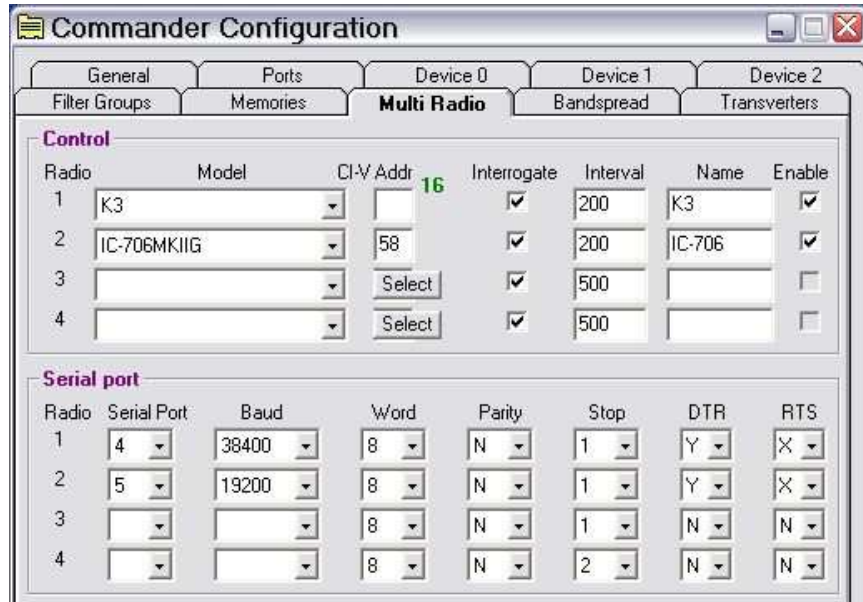 Commander Configuration
General Ports Device 0 Device 1 Device 2
Filter Groups Memories Multi Radio Bandspread Transverters
Control
Radio Model CI-V Addr 16 Interrogate Interval Name Enable
1 K3 200 K3
2 IC-706MKIIG 58 200 IC-706
3 Select 500
4 Select 500
Serial port
Radio Serial Port Baud Word Parity Stop DTR RTS
1 4 38400 8 N 1 Y X
2 5 19200 8 N 1 Y X
3 8 N 1 N N
4 8 N 2 N N